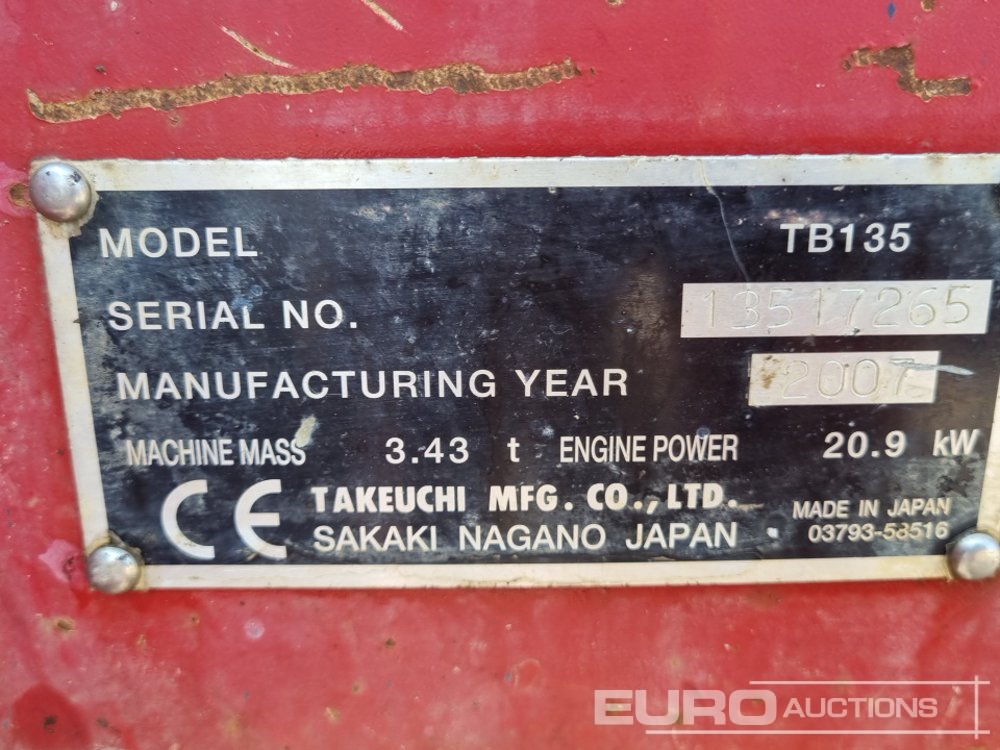 MODEL TB135
SERIAL NO. 13517265
MANUFACTURING YEAR 2007
MACHINE MASS 3.43 t ENGINE POWER 20.9 kW
CE TAKEUCHI MFG. CO., LTD.
SAKAKI NAGANO JAPAN
MADE IN JAPAN
03793-58516
EURO AUCTIONS